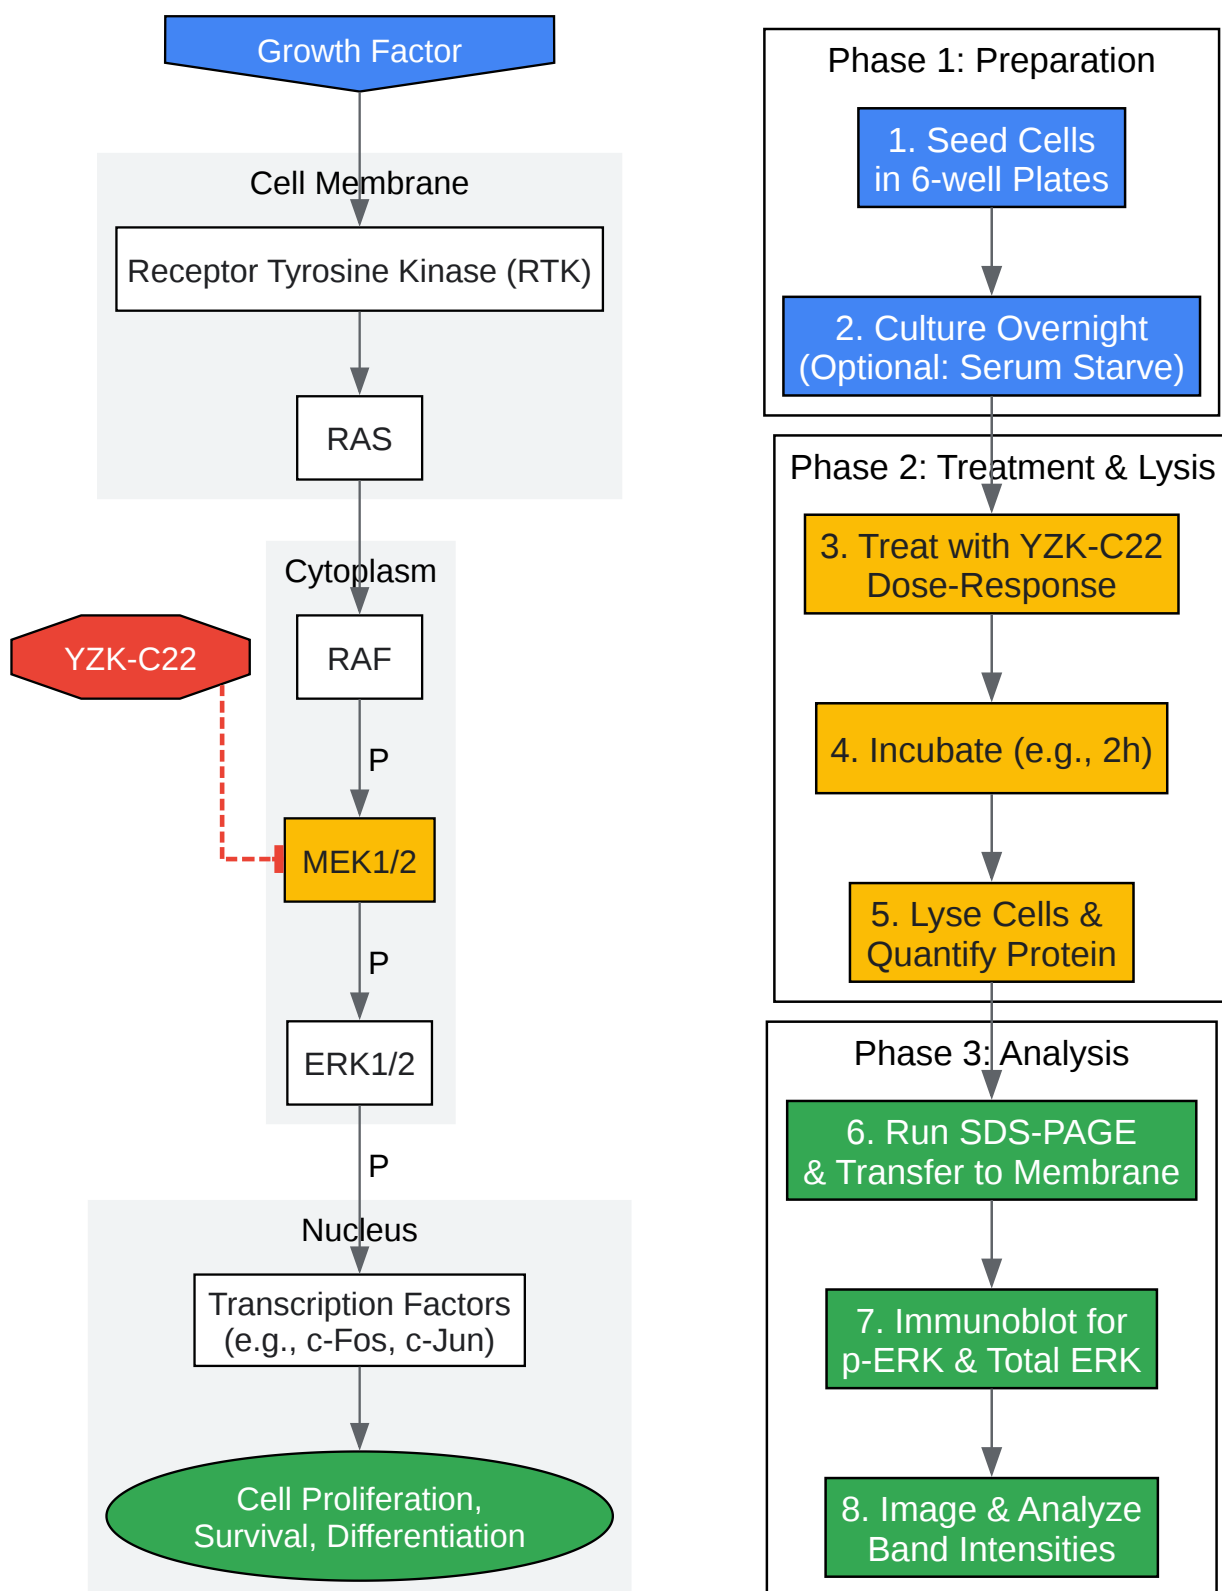 Growth Factor
Cell Membrane
Receptor Tyrosine Kinase (RTK)
RAS
Cytoplasm
YZK-C22
RAF
P
MEK1/2
P
ERK1/2
P
Nucleus
Transcription Factors
(e.g., c-Fos, c-Jun)
Cell Proliferation,
Survival, Differentiation
Phase 1: Preparation
1. Seed Cells
in 6-well Plates
2. Culture Overnight
(Optional: Serum Starve)
Phase 2: Treatment & Lysis
3. Treat with YZK-C22
Dose-Response
4. Incubate (e.g., 2h)
5. Lyse Cells &
Quantify Protein
Phase 3: Analysis
6. Run SDS-PAGE
& Transfer to Membrane
7. Immunoblot for
p-ERK & Total ERK
8. Image & Analyze
Band Intensities